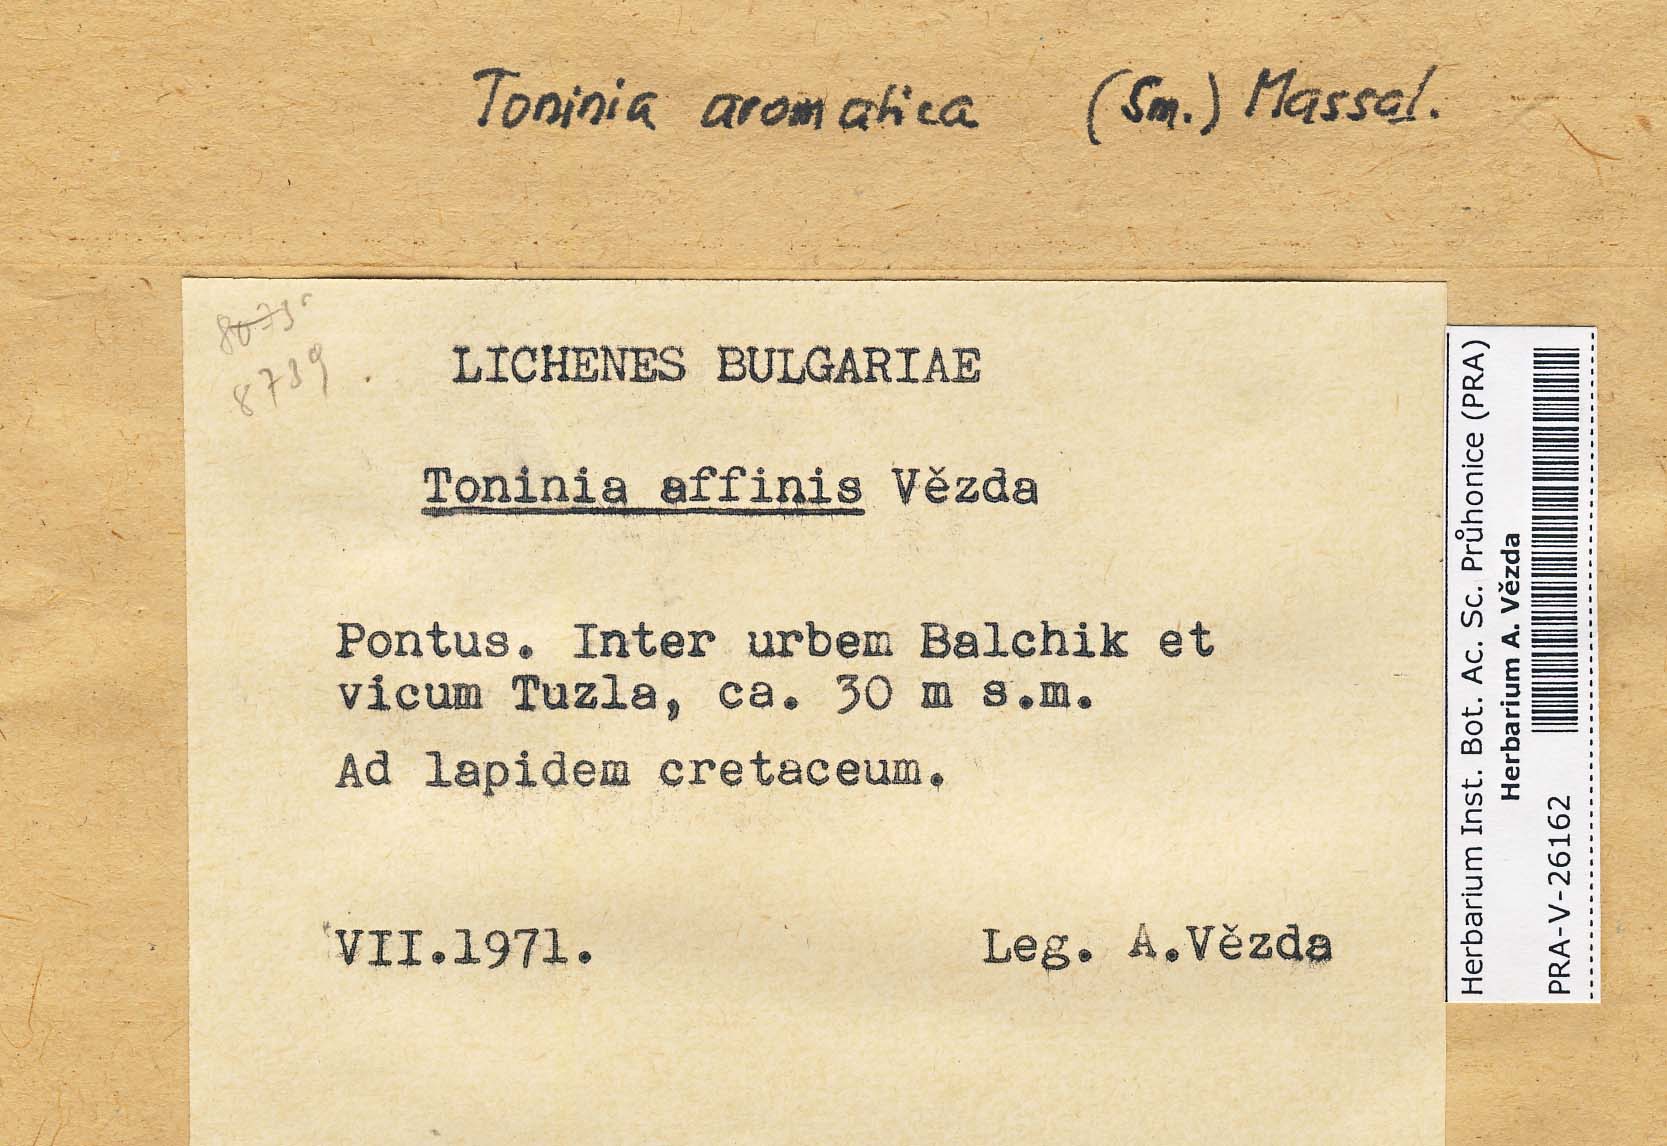 Toninia aromatica (Sm.) Massal.
8739
LICHENES BULGARIAE
Toninia affinis Vězda
Pontus. Inter urbem Balchik et
vicum Tuzla, ca. 30 m s.m.
Ad lapidem cretaceum.
VII.1971. Leg. A.Vězda
Herbarium Inst. Bot. Ac. Sc. Průhonice (PRA)
Herbarium A. Vězda
PRA-V-26162